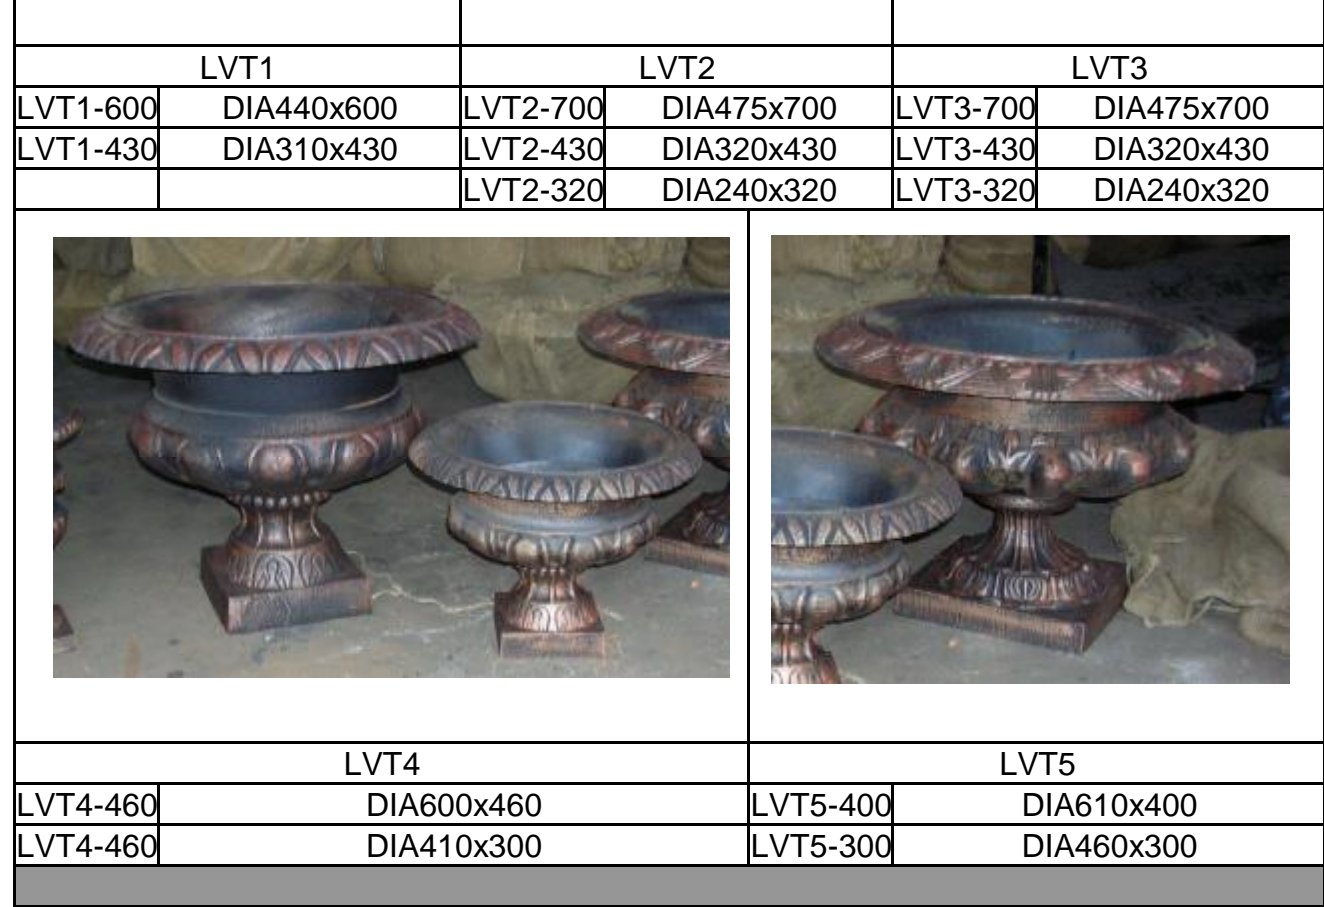 LVT1 LVT2 LVT3
LVT1-600 DIA440x600 LVT2-700 DIA475x700 LVT3-700 DIA475x700
LVT1-430 DIA310x430 LVT2-430 DIA320x430 LVT3-430 DIA320x430
LVT2-320 DIA240x320 LVT3-320 DIA240x320
LVT4 LVT5
LVT4-460 DIA600x460 LVT5-400 DIA610x400
LVT4-460 DIA410x300 LVT5-300 DIA460x300